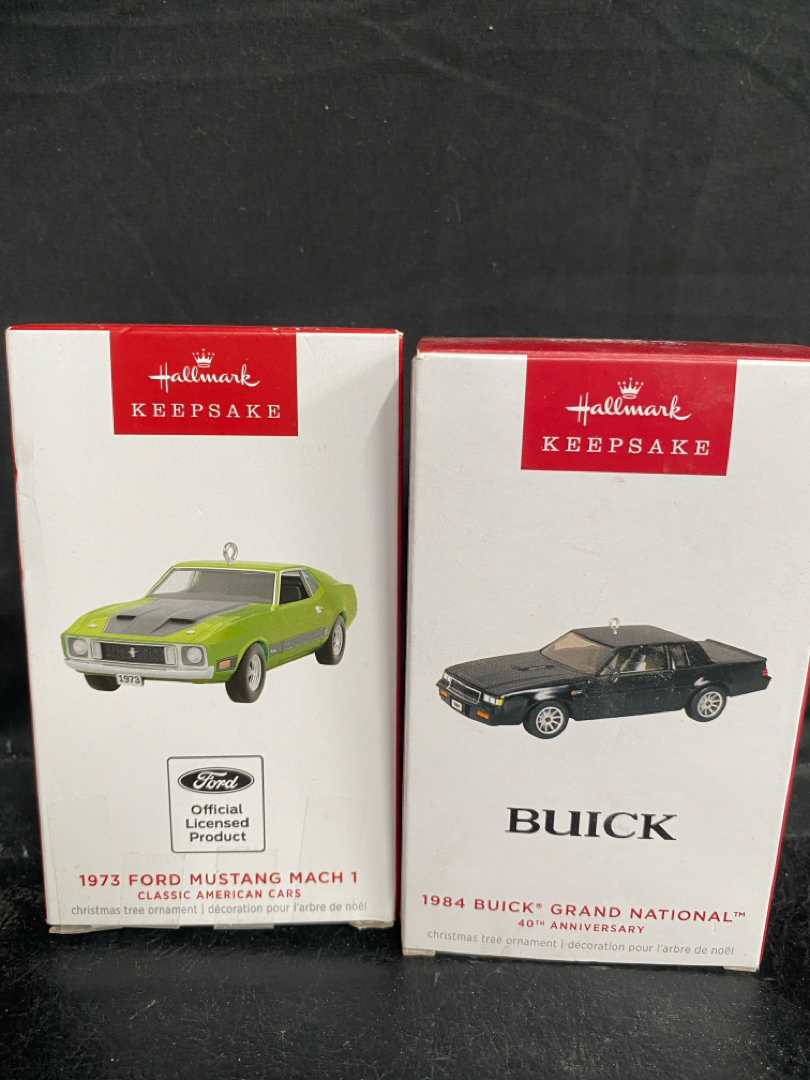 Hallmark
KEEPSAKE
1973
Ford
Official
Licensed
Product
1973 FORD MUSTANG MACH 1
CLASSIC AMERICAN CARS
christmas tree ornament | décoration pour l'arbre de noël
Hallmark
KEEPSAKE
BUICK
1984 BUICK® GRAND NATIONAL™
40TH ANNIVERSARY
christmas tree ornament | décoration pour l'arbre de noël